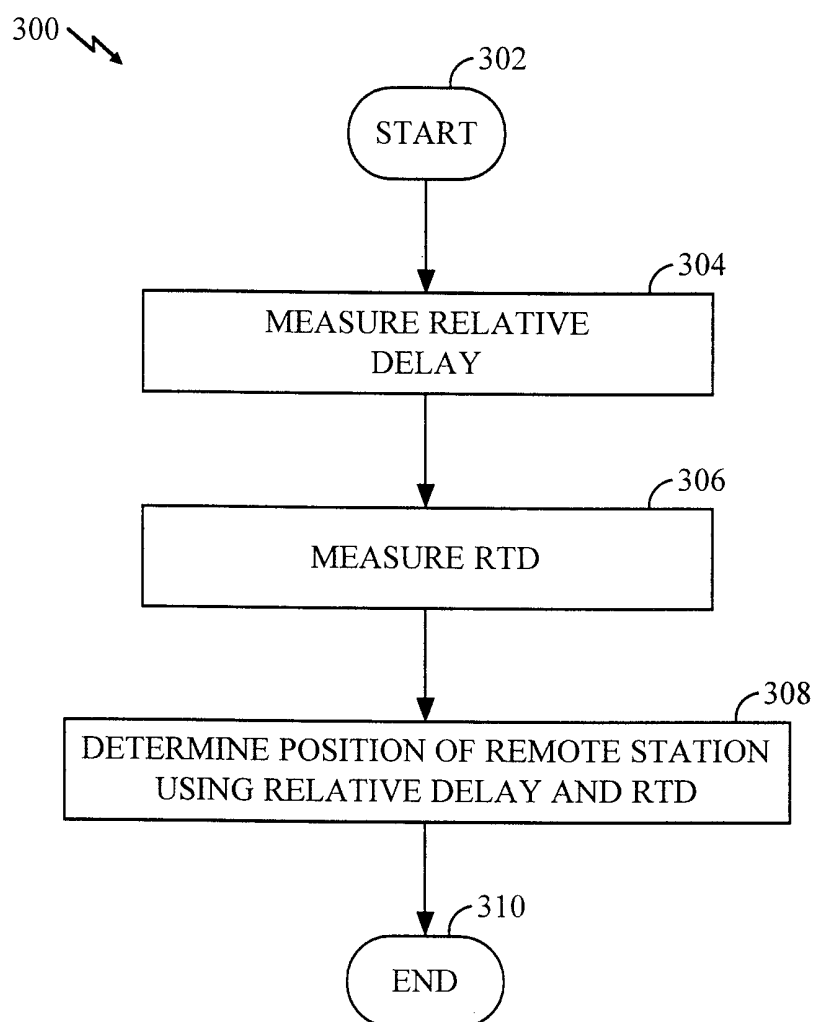 300
302
START
304
MEASURE RELATIVE
DELAY
306
MEASURE RTD
308
DETERMINE POSITION OF REMOTE STATION
USING RELATIVE DELAY AND RTD
310
END